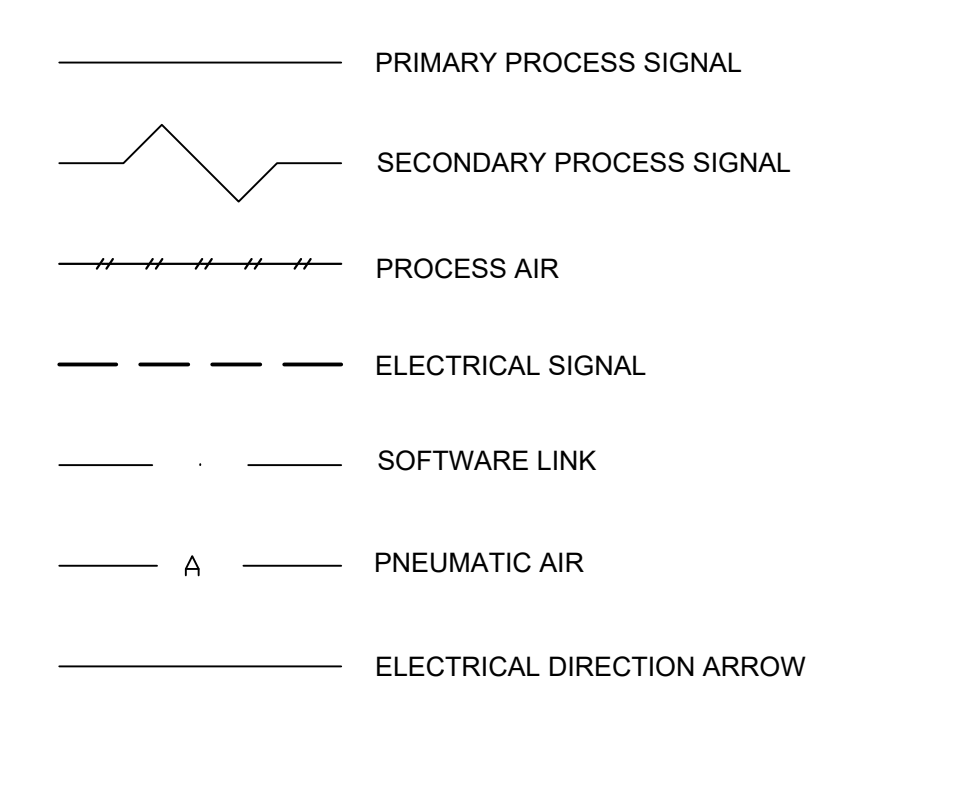 PRIMARY PROCESS SIGNAL
SECONDARY PROCESS SIGNAL
PROCESS AIR
ELECTRICAL SIGNAL
SOFTWARE LINK
A PNEUMATIC AIR
ELECTRICAL DIRECTION ARROW